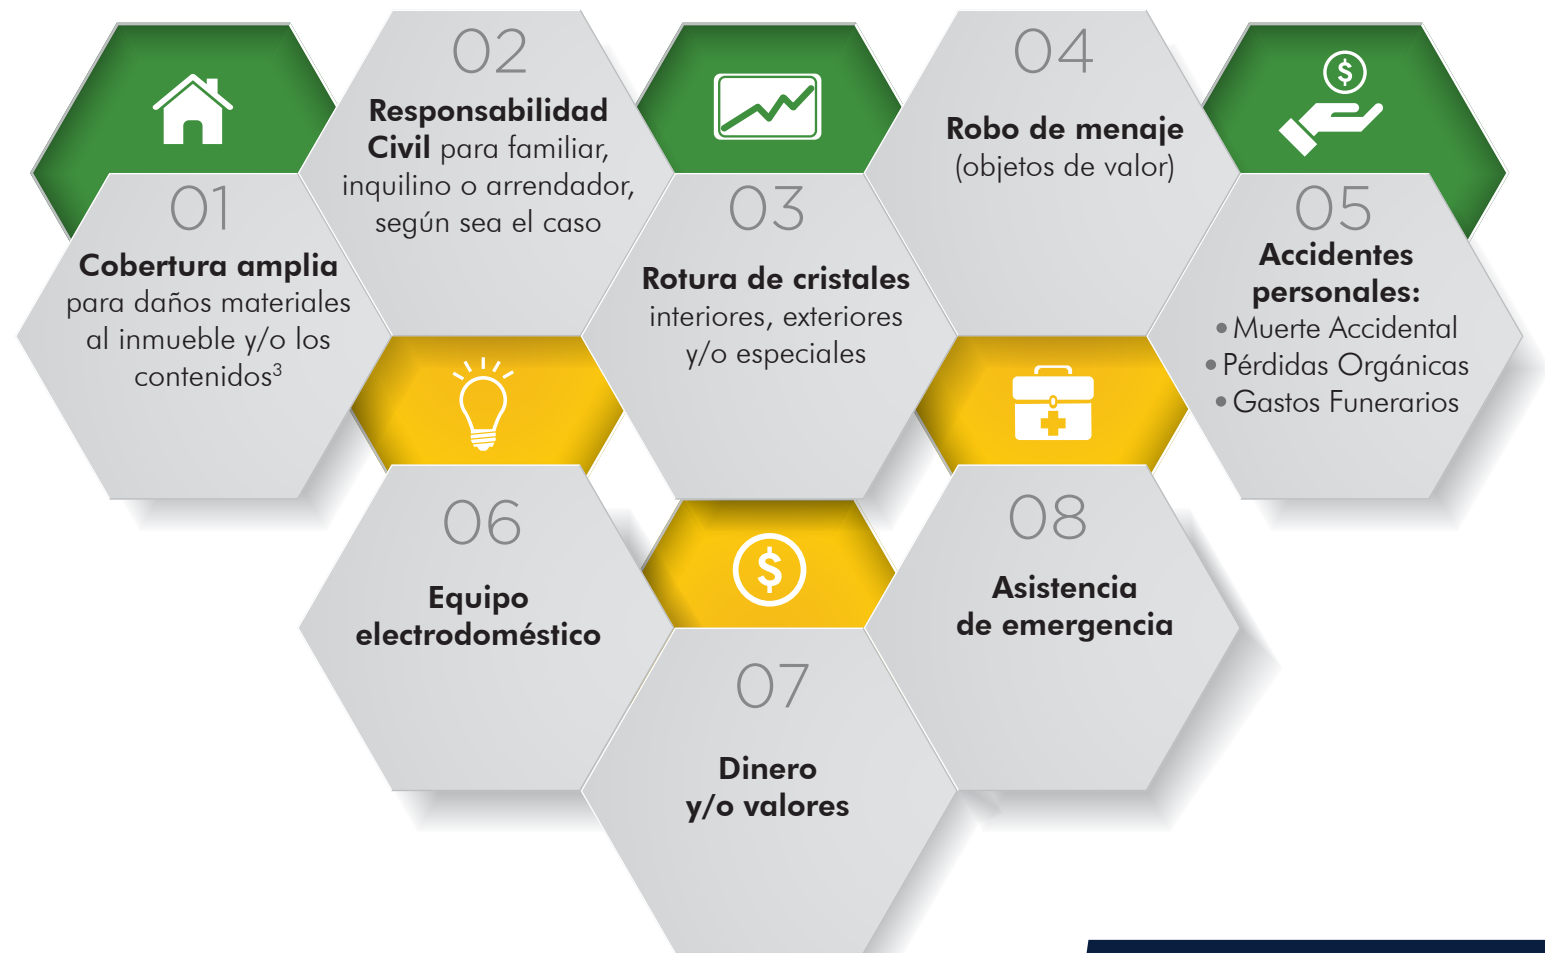 01
Cobertura amplia
para daños materiales
al inmueble y/o los
contenidos³
02
Responsabilidad
Civil para familiar,
inquilino o arrendador,
según sea el caso
03
Rotura de cristales
interiores, exteriores
y/o especiales
04
Robo de menaje
(objetos de valor)
05
Accidentes
personales:
• Muerte Accidental
• Pérdidas Orgánicas
• Gastos Funerarios
06
Equipo
electrodoméstico
$
07
Dinero
y/o valores
08
Asistencia
de emergencia
$